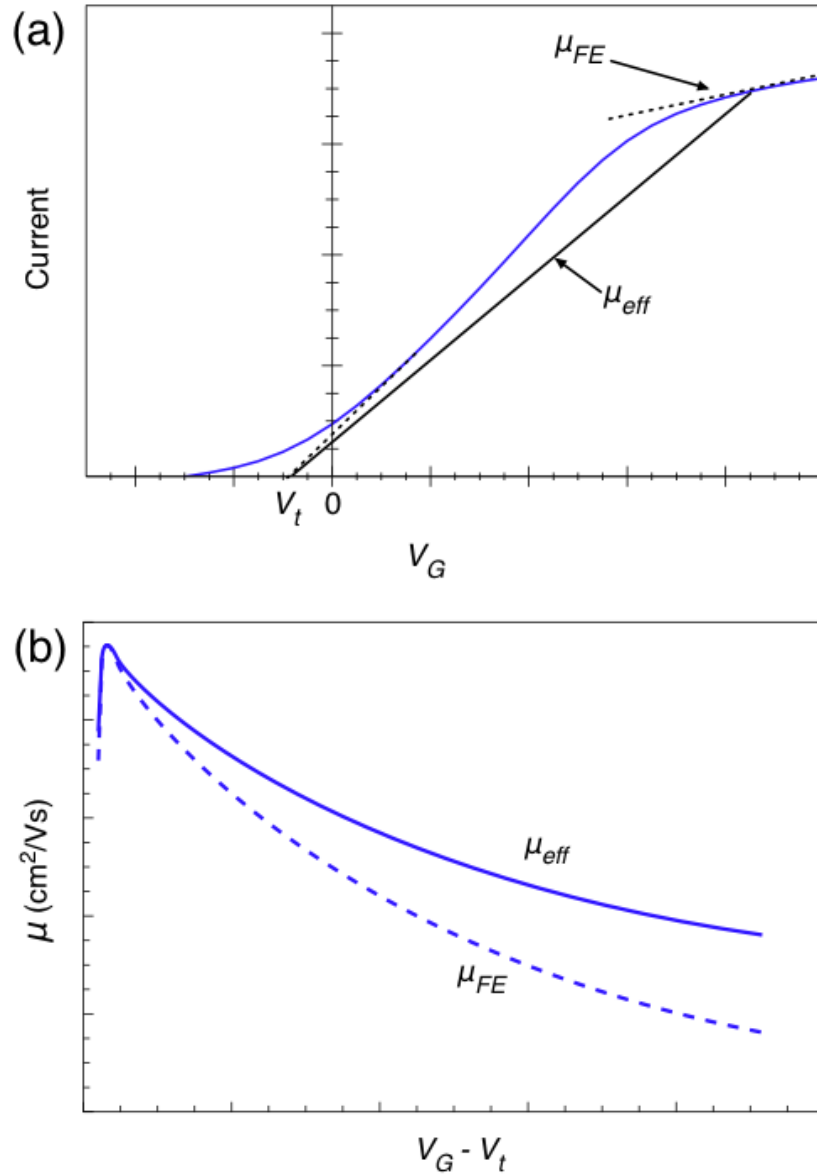 (a)
μFE
Current
μeff
Vt 0
VG
(b)
μ (cm²/Vs)
μeff
μFE
VG - Vt